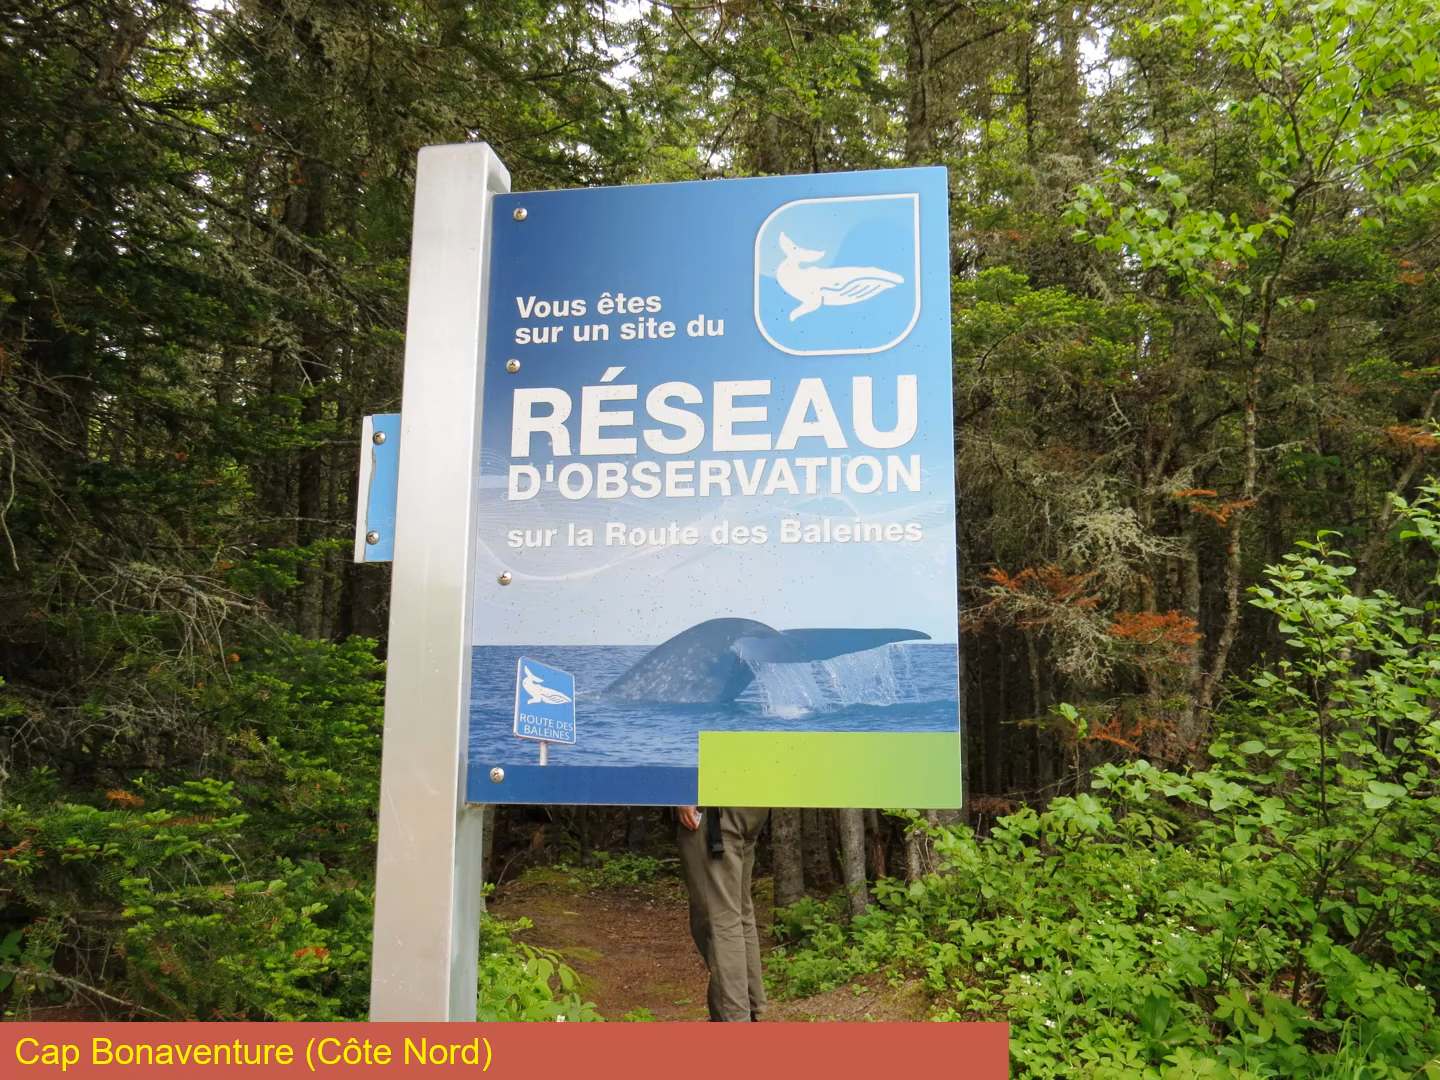 Vous êtes
sur un site du
RÉSEAU
D'OBSERVATION
sur la Route des Baleines
ROUTE DES
BALEINES
Cap Bonaventure (Côte Nord)